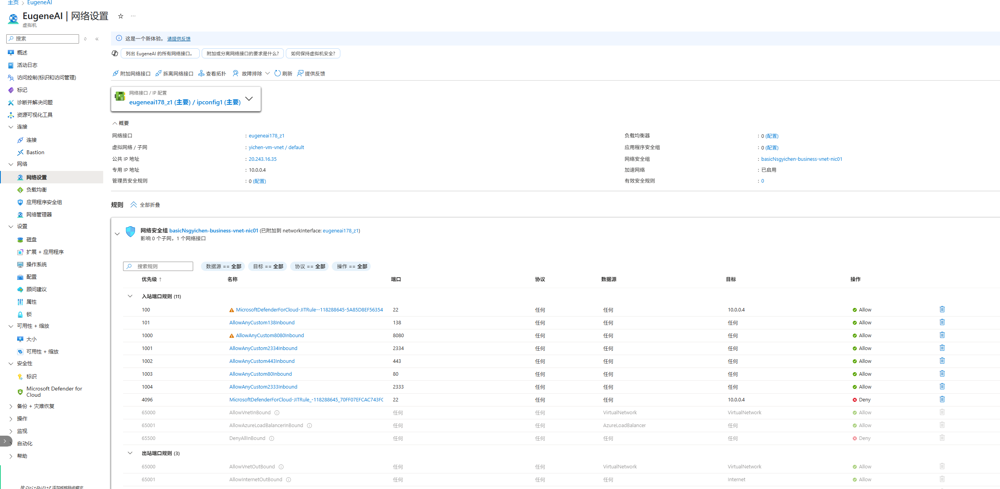 主页 > EugeneAI
EugeneAI | 网络设置
虚拟机
搜索
概述
活动日志
访问控制(标识和访问管理)
标记
诊断并解决问题
资源可视化工具
连接
连接
Bastion
网络
网络设置
负载均衡
应用程序安全组
网络管理器
设置
磁盘
扩展 + 应用程序
操作系统
配置
顾问建议
属性
锁
可用性 + 缩放
大小
可用性 + 缩放
安全性
标识
Microsoft Defender for
Cloud
备份 + 灾难恢复
操作
监视
自动化
帮助
按 Ctrl+Shift+F 添加或移除收藏夹
这是一个新体验。 请提供反馈
列出 EugeneAI 的所有网络接口。 附加或分离网络接口的要求是什么? 如何保持虚拟机安全?
附加网络接口 拆离网络接口 查看拓扑 故障排除 刷新 提供反馈
网络接口 / IP 配置
eugeneai178_z1 (主要) / ipconfig1 (主要)
概要
网络接口 : eugeneai178_z1 负载均衡器 : 0 (配置)
虚拟网络 / 子网 : yichen-vm-vnet / default 应用程序安全组 : 0 (配置)
公共 IP 地址 : 20.243.16.35 网络安全组 : basicNsgyichen-business-vnet-nic01
专用 IP 地址 : 10.0.0.4 加速网络 : 已启用
管理员安全规则 : 0 (配置) 有效安全规则 : 0
规则 全部折叠
网络安全组 basicNsgyichen-business-vnet-nic01 (已附加到 networkInterface: eugeneai178_z1)
影响 0 个子网，1 个网络接口
搜索规则 数据源 == 全部 目标 == 全部 协议 == 全部 操作 == 全部
优先级 ↑ 名称 端口 协议 数据源 目标 操作
入站端口规则 (11)
100 MicrosoftDefenderForCloud-JITRule--118288645-5A85D8EF56354 22 任何 任何 10.0.0.4 Allow
101 AllowAnyCustom138Inbound 138 任何 任何 任何 Allow
1000 AllowAnyCustom8080Inbound 8080 任何 任何 任何 Allow
1001 AllowAnyCustom2334Inbound 2334 任何 任何 任何 Allow
1002 AllowAnyCustom443Inbound 443 任何 任何 任何 Allow
1003 AllowAnyCustom80Inbound 80 任何 任何 任何 Allow
1004 AllowAnyCustom2333Inbound 2333 任何 任何 任何 Allow
4096 MicrosoftDefenderForCloud-JITRule_-118288645_70FF07EFCAC743FC 22 任何 任何 10.0.0.4 Deny
65000 AllowVnetInBound 任何 任何 VirtualNetwork VirtualNetwork Allow
65001 AllowAzureLoadBalancerInBound 任何 任何 AzureLoadBalancer 任何 Allow
65500 DenyAllInBound 任何 任何 任何 任何 Deny
出站端口规则 (3)
65000 AllowVnetOutBound 任何 任何 VirtualNetwork VirtualNetwork Allow
65001 AllowInternetOutBound 任何 任何 任何 Internet Allow